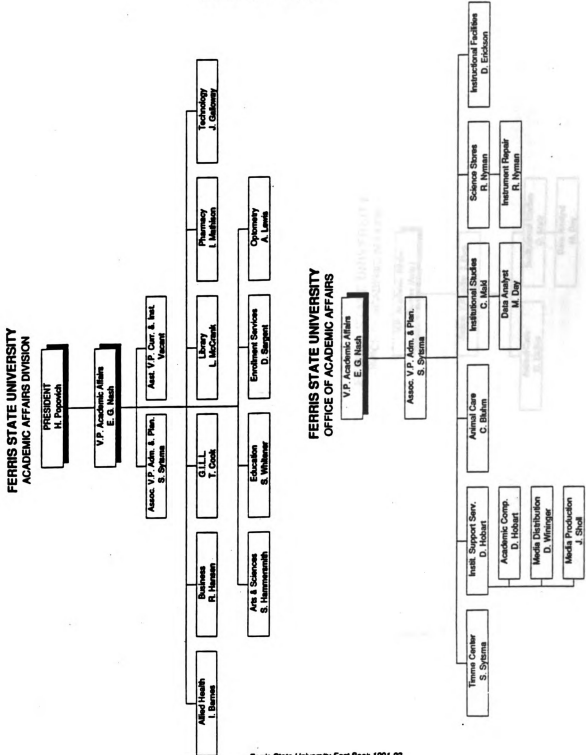 FERRIS STATE UNIVERSITY
ACADEMIC AFFAIRS DIVISION
PRESIDENT
H. Popovich
V.P. Academic Affairs
E. G. Nash
Assoc. V.P. Adm. & Plan.
S. Sytsma
Asst. V.P. Curr. & Inst.
Vacant
Allied Health
I. Barnes
Business
R. Hansen
G.I.L.L.
T. Cook
Library
L. McCrank
Pharmacy
I. Mathison
Technology
J. Galloway
Arts & Sciences
S. Hammersmith
Education
S. Whitener
Enrollment Services
D. Sargent
Optometry
A. Lewis
FERRIS STATE UNIVERSITY
OFFICE OF ACADEMIC AFFAIRS
V.P. Academic Affairs
E. G. Nash
Assoc. V.P. Adm. & Plan.
S. Sytsma
Timme Center
S. Sytsma
Instit. Support Serv.
D. Hobart
Animal Care
C. Bluhm
Institutional Studies
C. Maki
Science Stores
R. Nyman
Instructional Facilities
D. Erickson
Academic Comp.
D. Hobart
Media Distribution
D. Wininger
Media Production
J. Sholl
Data Analyst
M. Day
Instrument Repair
R. Nyman